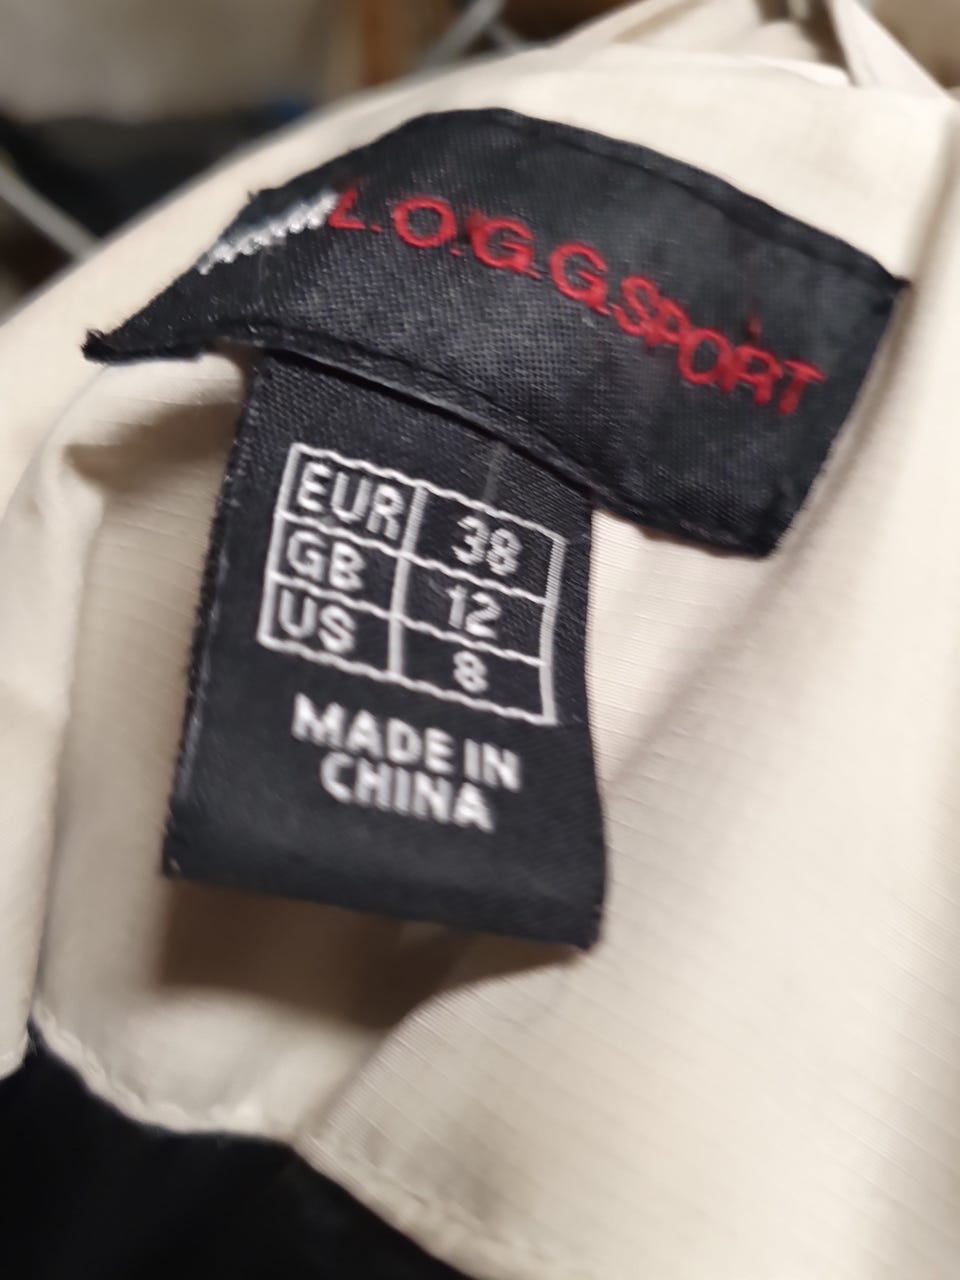 L.O.G.G.SPORT
EUR 38
GB 12
US 8
MADE IN
CHINA